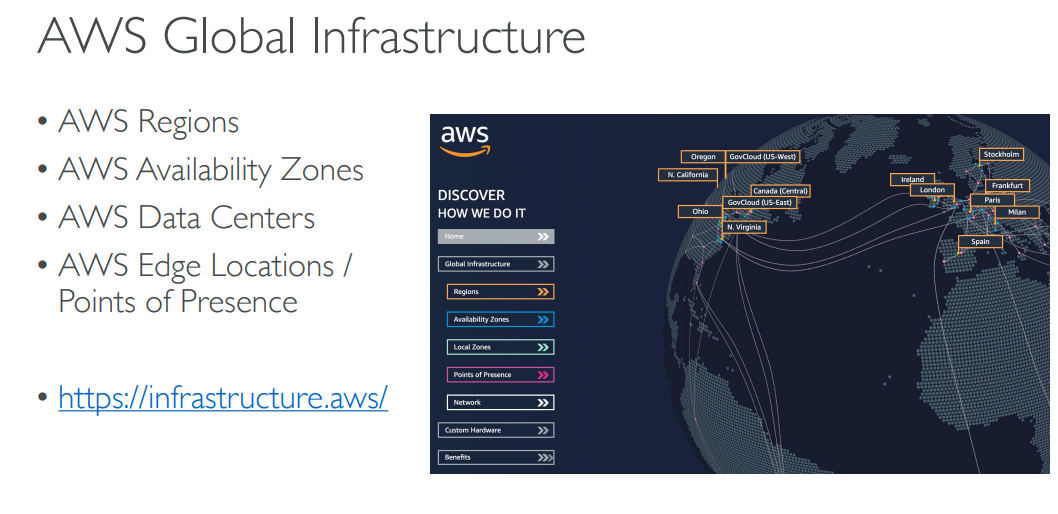 AWS Global Infrastructure
• AWS Regions
• AWS Availability Zones
• AWS Data Centers
• AWS Edge Locations /
Points of Presence
• https://infrastructure.aws/
aws
DISCOVER
HOW WE DO IT
Home
Global Infrastructure
Regions
Availability Zones
Local Zones
Points of Presence
Network
Custom Hardware
Benefits
Oregon
GovCloud (US-West)
N. California
Canada (Central)
GovCloud (US-East)
Ohio
N. Virginia
Stockholm
Ireland
London
Frankfurt
Paris
Milan
Spain